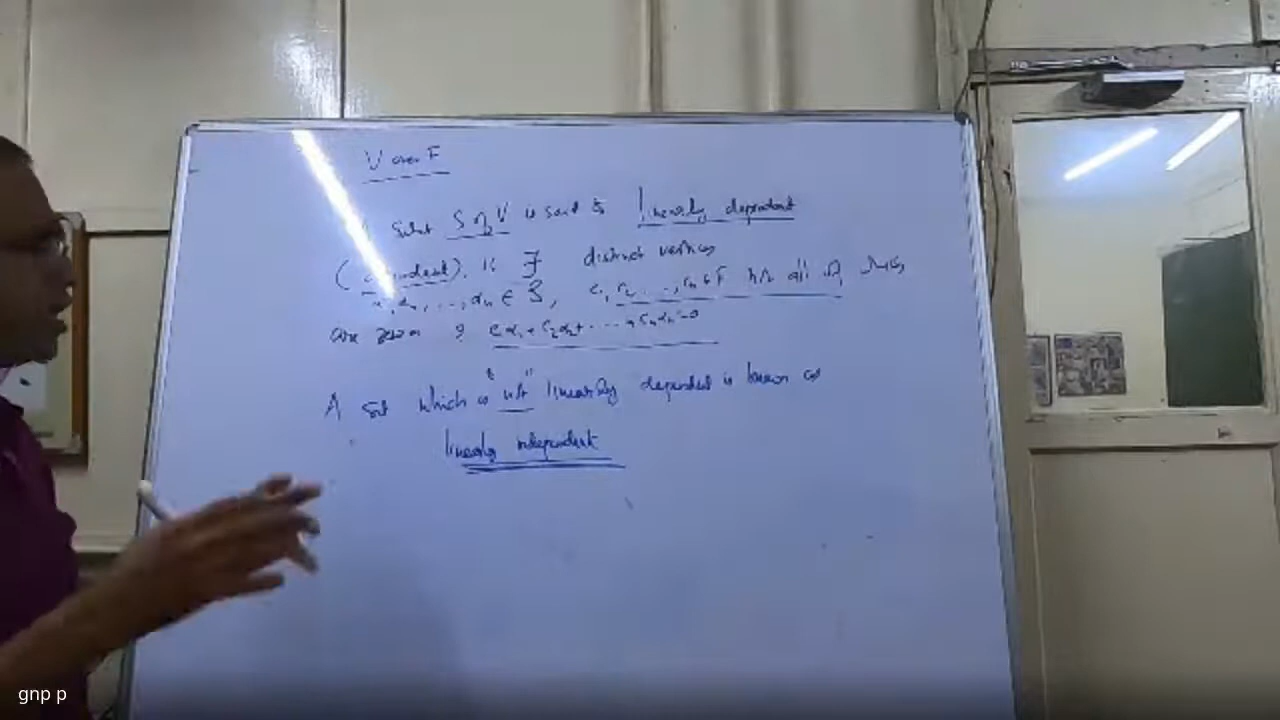 V over F
A subset S of V is said to linearly dependent
(dependent). if ∃ distinct vectors
α₁, α₂, ..., αₙ ∈ S, c₁, c₂, ..., cₙ ∈ F not all of
are zero c₁α₁ + c₂α₂ + ... + cₙαₙ = 0
A set which is "not" linearly dependent is known as
linearly independent
gnp p